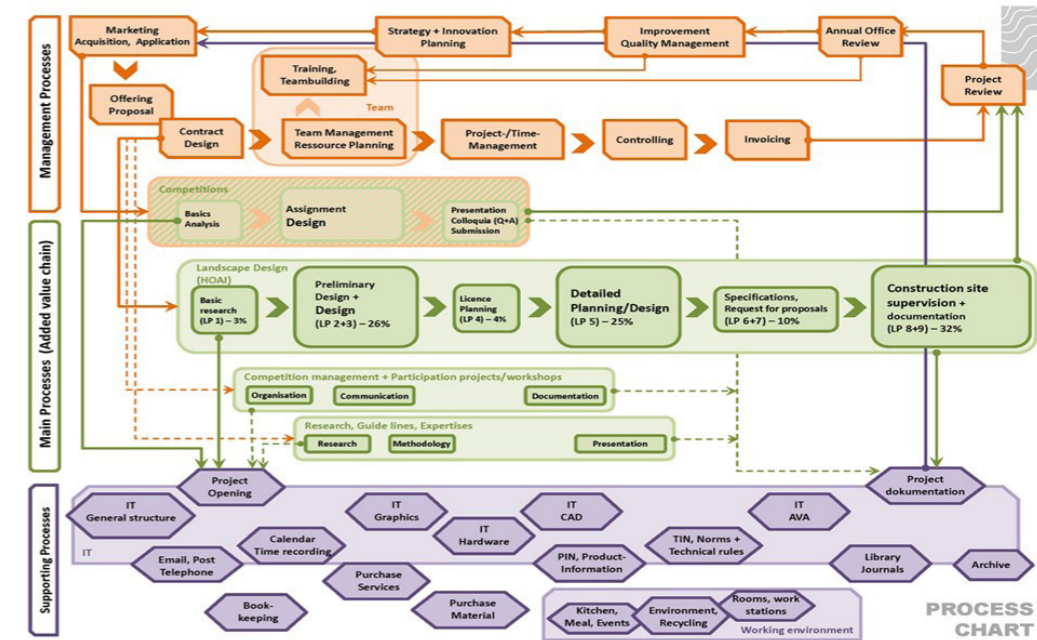 Management Processes
Marketing
Acquisition, Application
Strategy + Innovation
Planning
Improvement
Quality Management
Annual Office
Review
Training,
Teambuilding
Project
Review
Offering
Proposal
Team
Contract
Design
Team Management
Ressource Planning
Project-/Time-
Management
Controlling
Invoicing
Main Processes (Added value chain)
Competitions
Basics
Analysis
Assignment
Design
Presentation
Colloquia (Q+A)
Submission
Landscape Design
(HOAI)
Basic
research
(LP 1) – 3%
Preliminary
Design +
Design
(LP 2+3) – 26%
Licence
Planning
(LP 4) – 4%
Detailed
Planning/Design
(LP 5) – 25%
Specifications,
Request for proposals
(LP 6+7) – 10%
Construction site
supervision +
documentation
(LP 8+9) – 32%
Competition management + Participation projects/workshops
Organisation
Communication
Documentation
Research, Guide lines, Expertises
Research
Methodology
Presentation
Supporting Processes
Project
Opening
Project
dokumentation
IT
General structure
IT
Graphics
IT
CAD
IT
AVA
IT
Hardware
Calendar
Time recording
TIN, Norms +
Technical rules
IT
Email, Post
Telephone
PIN, Product-
Information
Library
Journals
Archive
Purchase
Services
Book-
keeping
Purchase
Material
Kitchen,
Meal, Events
Environment,
Recycling
Rooms, work
stations
Working environment
PROCESS
CHART